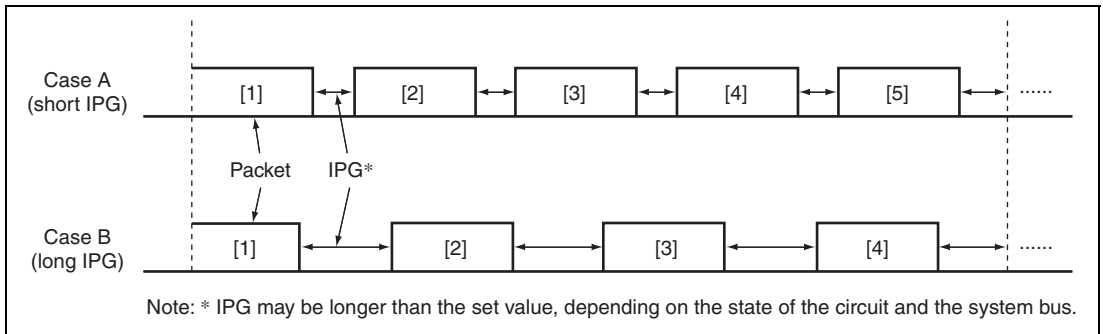 Case A
(short IPG)
[1]
[2]
[3]
[4]
[5]
......
Packet
IPG*
Case B
(long IPG)
[1]
[2]
[3]
[4]
......
Note: * IPG may be longer than the set value, depending on the state of the circuit and the system bus.